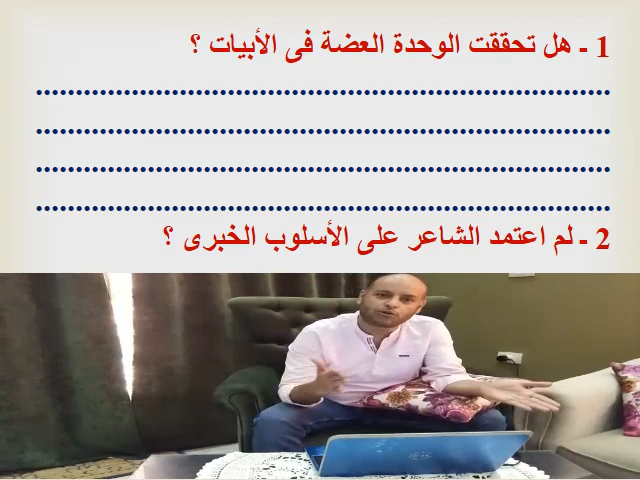 1 ـ هل تحققت الوحدة العضة فى الأبيات ؟
2 ـ لم اعتمد الشاعر على الأسلوب الخبرى ؟